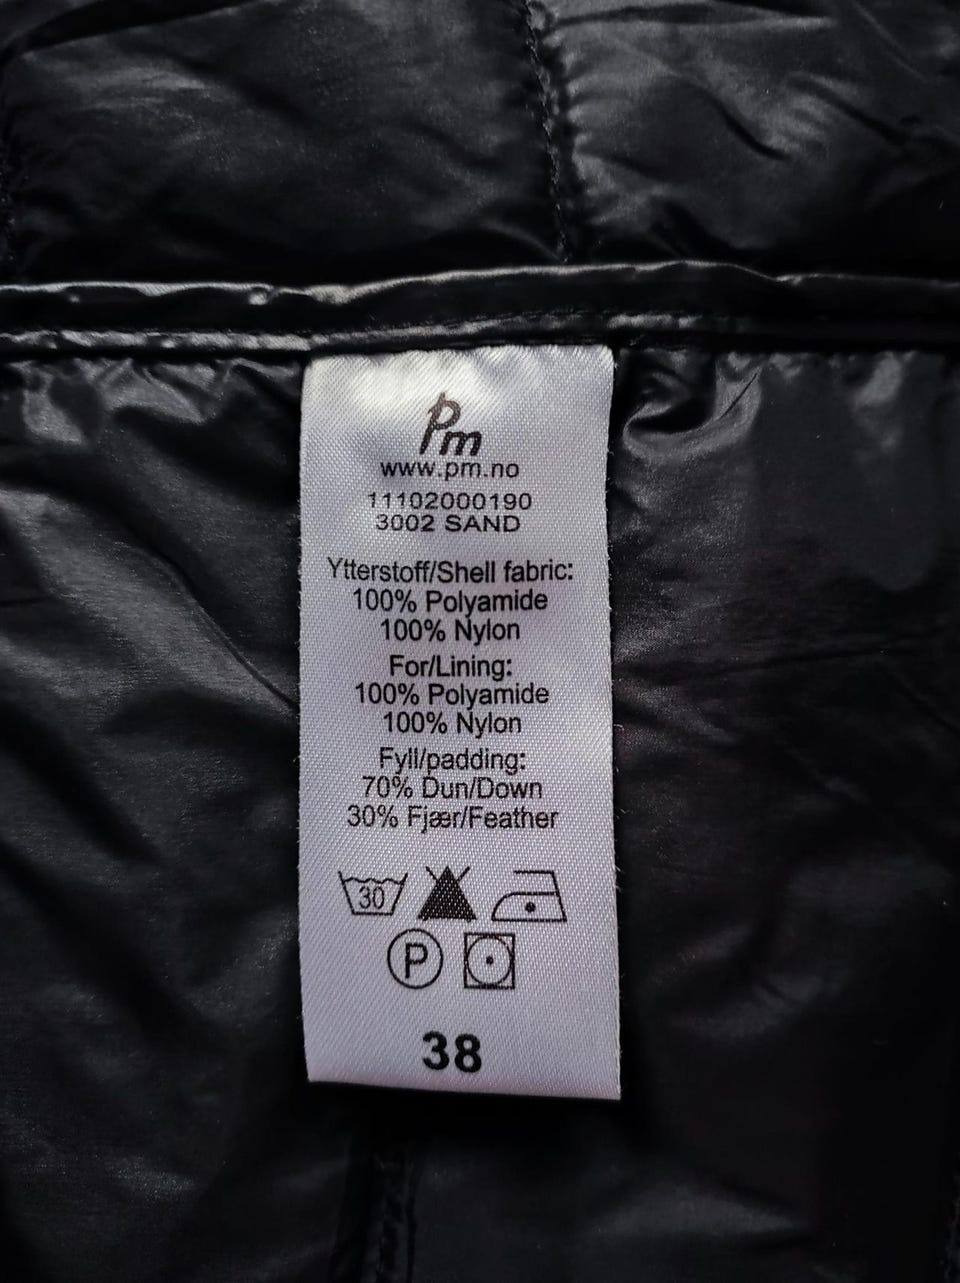 Pm
www.pm.no
11102000190
3002 SAND
Ytterstoff/Shell fabric:
100% Polyamide
100% Nylon
For/Lining:
100% Polyamide
100% Nylon
Fyll/padding:
70% Dun/Down
30% Fjær/Feather
30
P
38